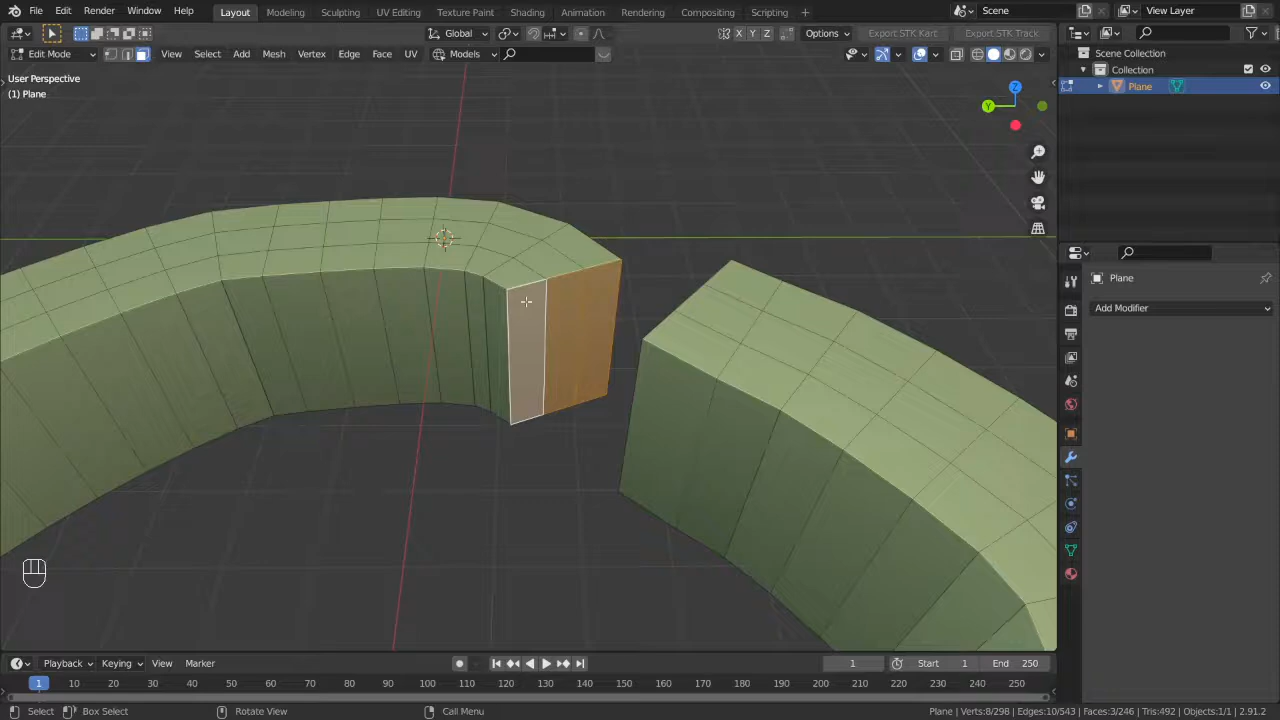 File Edit Render Window Help Layout Modeling Sculpting UV Editing Texture Paint Shading Animation Rendering Compositing Scripting + Scene View Layer
Global X Y Z Options Export STK Kart Export STK Track
Edit Mode View Select Add Mesh Vertex Edge Face UV Models
User Perspective
(1) Plane
Z
Y
Scene Collection
Collection
Plane
Plane
Add Modifier
Playback Keying View Marker 1 Start 1 End 250
1 10 20 30 40 50 60 70 80 90 100 110 120 130 140 150 160 170 180 190 200 210 220 230 240 250
Select Box Select Rotate View Call Menu Plane | Verts:8/298 | Edges:10/543 | Faces:3/246 | Tris:492 | Objects:1/1 | 2.91.2